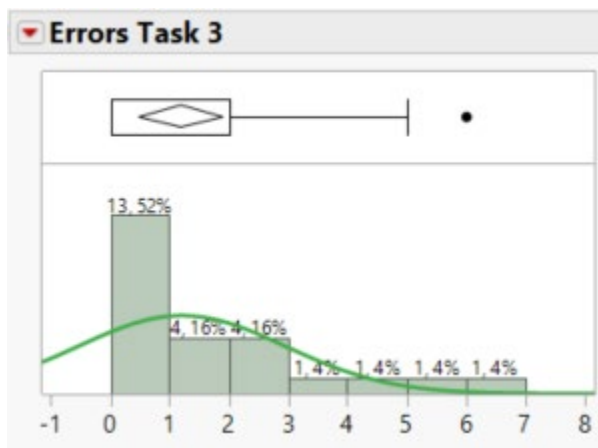 Errors Task 3
13, 52%
4, 16% 4, 16%
1, 4% 1, 4% 1, 4% 1, 4%
-1 0 1 2 3 4 5 6 7 8